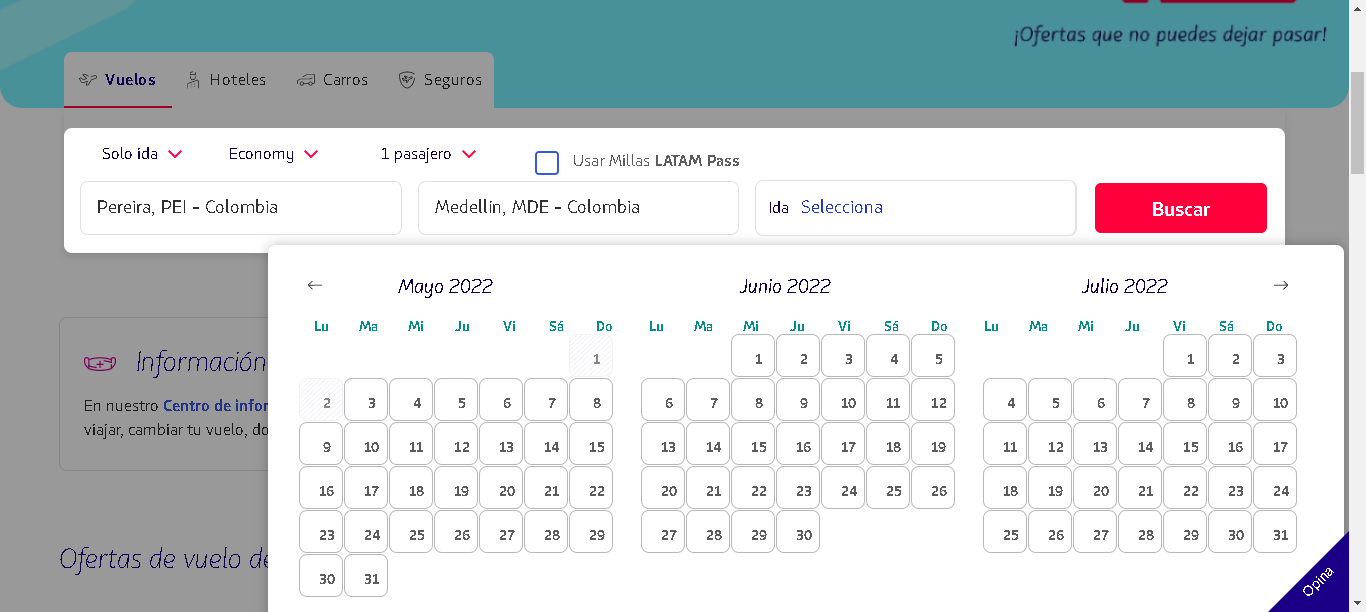 ¡Ofertas que no puedes dejar pasar!
Vuelos Hoteles Carros Seguros
Solo ida Economy 1 pasajero Usar Millas LATAM Pass
Pereira, PEI - Colombia Medellín, MDE - Colombia Ida Selecciona Buscar
← Mayo 2022 Junio 2022 Julio 2022 →
Lu Ma Mi Ju Vi Sá Do Lu Ma Mi Ju Vi Sá Do Lu Ma Mi Ju Vi Sá Do
1 1 2 3 4 5 1 2 3
2 3 4 5 6 7 8 6 7 8 9 10 11 12 4 5 6 7 8 9 10
9 10 11 12 13 14 15 13 14 15 16 17 18 19 11 12 13 14 15 16 17
16 17 18 19 20 21 22 20 21 22 23 24 25 26 18 19 20 21 22 23 24
23 24 25 26 27 28 29 27 28 29 30 25 26 27 28 29 30 31
30 31
Información
En nuestro Centro de infor
viajar, cambiar tu vuelo, do
Ofertas de vuelo de
Opina